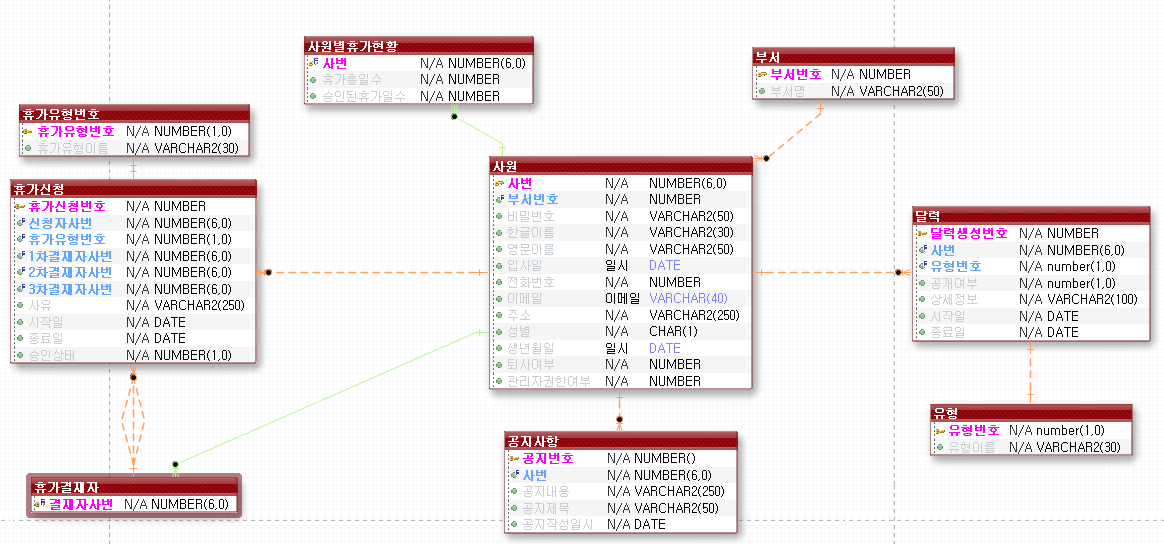 사원별휴가현황
사번 N/A NUMBER(6,0)
휴가총일수 N/A NUMBER
승인된휴가일수 N/A NUMBER
부서
부서번호 N/A NUMBER
부서명 N/A VARCHAR2(50)
휴가유형번호
휴가유형번호 N/A NUMBER(1,0)
휴가유형이름 N/A VARCHAR2(30)
휴가신청
휴가신청번호 N/A NUMBER
신청자사번 N/A NUMBER(6,0)
휴가유형번호 N/A NUMBER(1,0)
1차결제자사번 N/A NUMBER(6,0)
2차결제자사번 N/A NUMBER(6,0)
3차결제자사번 N/A NUMBER(6,0)
사유 N/A VARCHAR2(250)
시작일 N/A DATE
종료일 N/A DATE
승인상태 N/A NUMBER(1,0)
사원
사번 N/A NUMBER(6,0)
부서번호 N/A NUMBER
비밀번호 N/A VARCHAR2(50)
한글이름 N/A VARCHAR2(30)
영문이름 N/A VARCHAR2(50)
입사일 일시 DATE
전화번호 N/A NUMBER
이메일 이메일 VARCHAR(40)
주소 N/A VARCHAR2(250)
성별 N/A CHAR(1)
생년월일 일시 DATE
퇴사여부 N/A NUMBER
관리자권한여부 N/A NUMBER
달력
달력생성번호 N/A NUMBER
사번 N/A NUMBER(6,0)
유형번호 N/A number(1,0)
공개여부 N/A number(1,0)
상세정보 N/A VARCHAR2(100)
시작일 N/A DATE
종료일 N/A DATE
유형
유형번호 N/A number(1,0)
유형이름 N/A VARCHAR2(30)
공지사항
공지번호 N/A NUMBER()
사번 N/A NUMBER(6,0)
공지내용 N/A VARCHAR2(250)
공지제목 N/A VARCHAR2(50)
공지작성일시 N/A DATE
휴가결제자
결제자사번 N/A NUMBER(6,0)